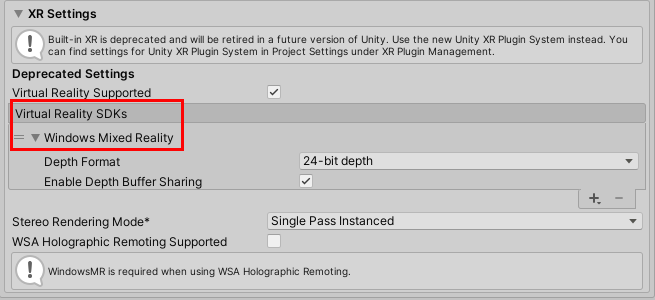 XR Settings
Built-in XR is deprecated and will be retired in a future version of Unity. Use the new Unity XR Plugin System instead. You
can find settings for Unity XR Plugin System in Project Settings under XR Plugin Management.
Deprecated Settings
Virtual Reality Supported
Virtual Reality SDKs
Windows Mixed Reality
Depth Format 24-bit depth
Enable Depth Buffer Sharing
Stereo Rendering Mode* Single Pass Instanced
WSA Holographic Remoting Supported
WindowsMR is required when using WSA Holographic Remoting.